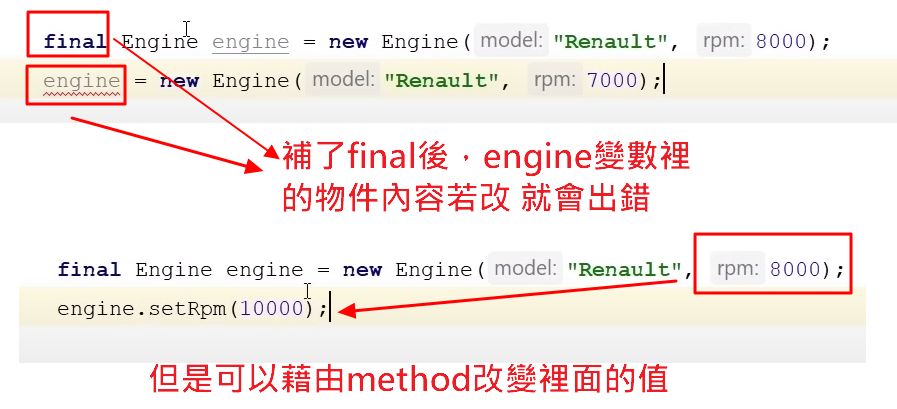 final Engine engine = new Engine( model: "Renault", rpm: 8000);
engine = new Engine( model: "Renault", rpm: 7000);
補了final後，engine變數裡
的物件內容若改 就會出錯
final Engine engine = new Engine( model: "Renault", rpm: 8000);
engine.setRpm(10000);
但是可以藉由method改變裡面的值